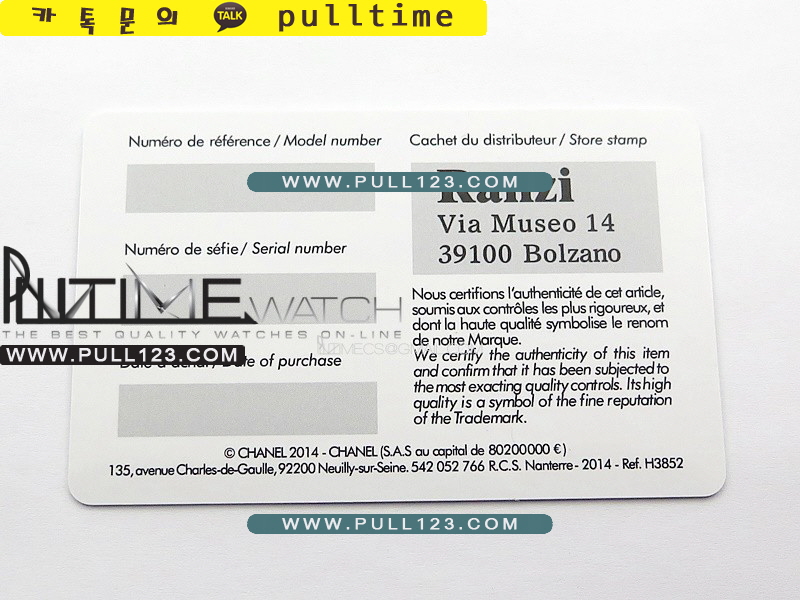 카톡문의 TALK pulltime
Numéro de référence / Model number
Cachet du distributeur / Store stamp
WWW.PULL123.COM
Ranzi
Via Museo 14
39100 Bolzano
Numéro de séfie / Serial number
WATCH
THE BEST QUALITY WATCHES ON-LINE
WWW.PULL123.COM
Date d'achat / Date of purchase
Nous certifions l'authenticité de cet article,
soumis aux contrôles les plus rigoureux, et
dont la haute qualité symbolise le renom
de notre Marque.
We certify the authenticity of this item
and confirm that it has been subjected to
the most exacting quality controls. Its high
quality is a symbol of the fine reputation
of the Trademark.
© CHANEL 2014 - CHANEL (S.A.S au capital de 80200000 €)
135, avenue Charles-de-Gaulle, 92200 Neuilly-sur-Seine. 542 052 766 R.C.S. Nanterre - 2014 - Ref. H3852
WWW.PULL123.COM